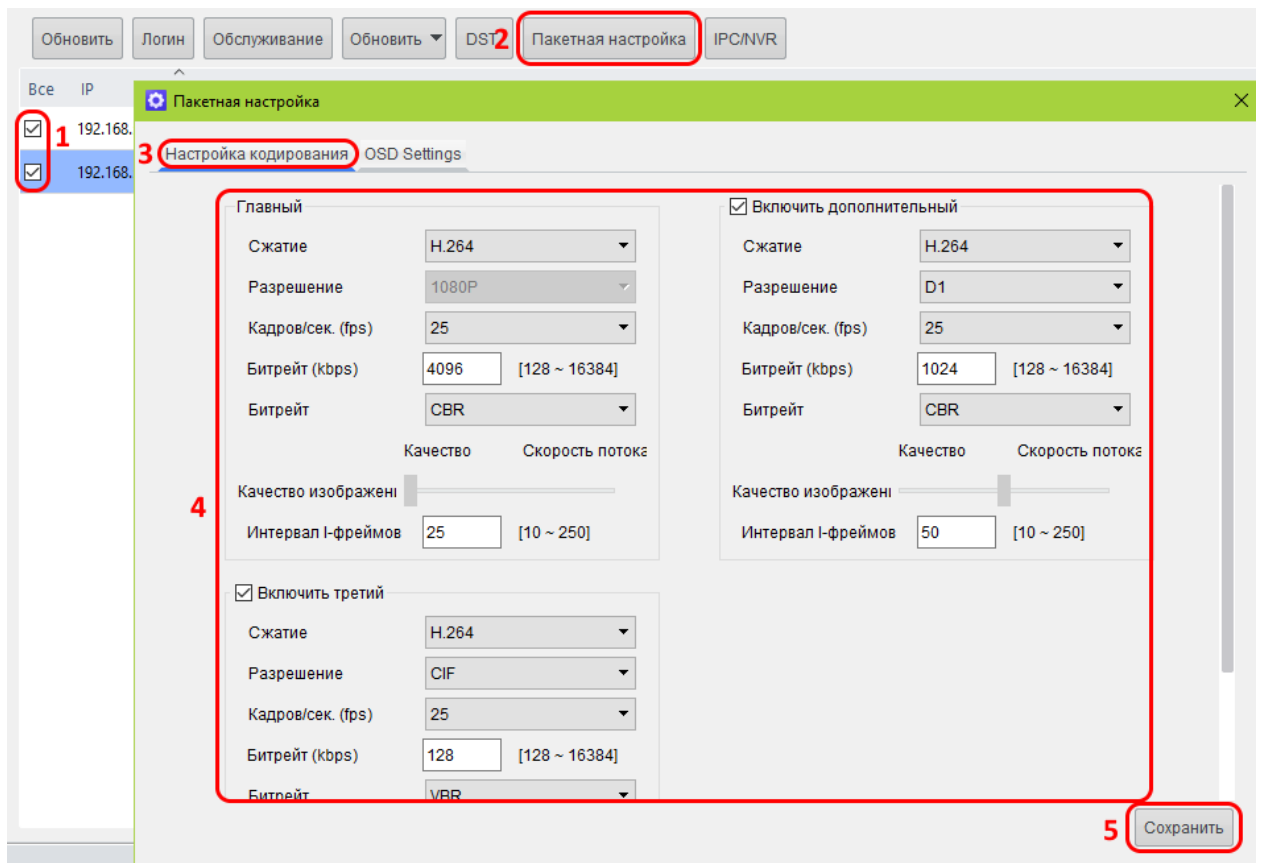 Обновить Логин Обслуживание Обновить DST 2 Пакетная настройка IPC/NVR
Все IP
Пакетная настройка
1 192.168.
3 Настройка кодирования OSD Settings
192.168.
Главный Включить дополнительный
Сжатие H.264 Сжатие H.264
Разрешение 1080P Разрешение D1
Кадров/сек. (fps) 25 Кадров/сек. (fps) 25
Битрейт (kbps) 4096 [128 ~ 16384] Битрейт (kbps) 1024 [128 ~ 16384]
Битрейт CBR Битрейт CBR
Качество Скорость потока Качество Скорость потока
4 Качество изображени Качество изображени
Интервал I-фреймов 25 [10 ~ 250] Интервал I-фреймов 50 [10 ~ 250]
Включить третий
Сжатие H.264
Разрешение CIF
Кадров/сек. (fps) 25
Битрейт (kbps) 128 [128 ~ 16384]
Битрейт VBR
5 Сохранить